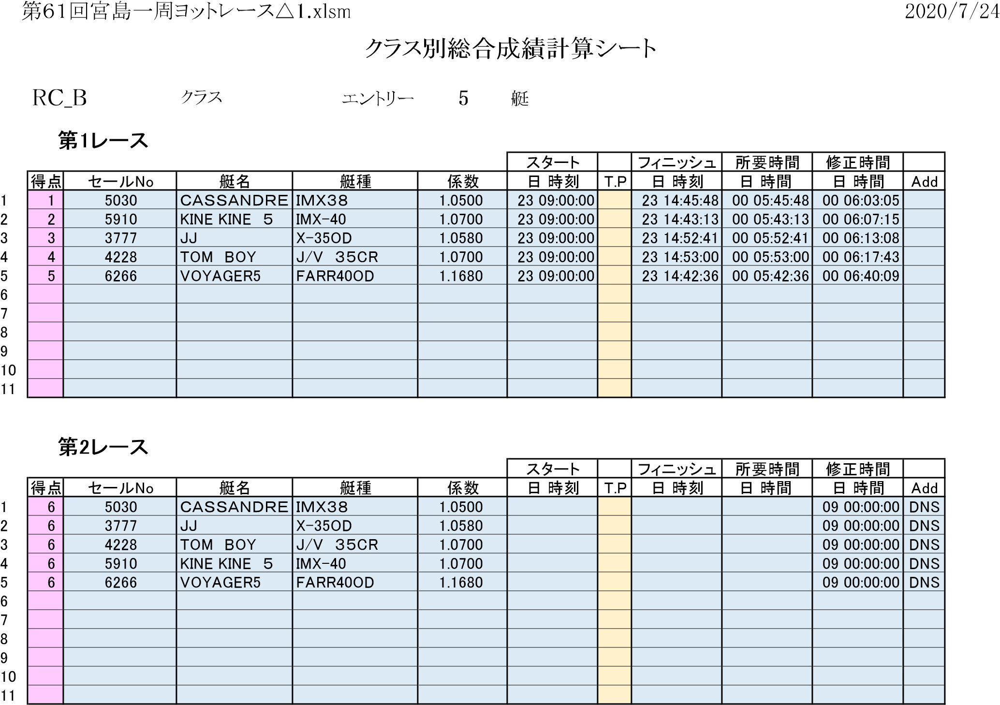 第61回宮島一周ヨットレース△1.xlsm 2020/7/24
クラス別総合成績計算シート
RC_B クラス エントリー 5 艇
第1レース
スタート フィニッシュ 所要時間 修正時間
得点 セールNo 艇名 艇種 係数 日 時刻 T.P 日 時刻 日 時間 日 時間 Add
1 1 5030 CASSANDRE IMX38 1.0500 23 09:00:00 23 14:45:48 00 05:45:48 00 06:03:05
2 2 5910 KINE KINE 5 IMX-40 1.0700 23 09:00:00 23 14:43:13 00 05:43:13 00 06:07:15
3 3 3777 JJ X-35OD 1.0580 23 09:00:00 23 14:52:41 00 05:52:41 00 06:13:08
4 4 4228 TOM BOY J/V 35CR 1.0700 23 09:00:00 23 14:53:00 00 05:53:00 00 06:17:43
5 5 6266 VOYAGER5 FARR40OD 1.1680 23 09:00:00 23 14:42:36 00 05:42:36 00 06:40:09
6
7
8
9
10
11
第2レース
スタート フィニッシュ 所要時間 修正時間
得点 セールNo 艇名 艇種 係数 日 時刻 T.P 日 時刻 日 時間 日 時間 Add
1 6 5030 CASSANDRE IMX38 1.0500 09 00:00:00 DNS
2 6 3777 JJ X-35OD 1.0580 09 00:00:00 DNS
3 6 4228 TOM BOY J/V 35CR 1.0700 09 00:00:00 DNS
4 6 5910 KINE KINE 5 IMX-40 1.0700 09 00:00:00 DNS
5 6 6266 VOYAGER5 FARR40OD 1.1680 09 00:00:00 DNS
6
7
8
9
10
11